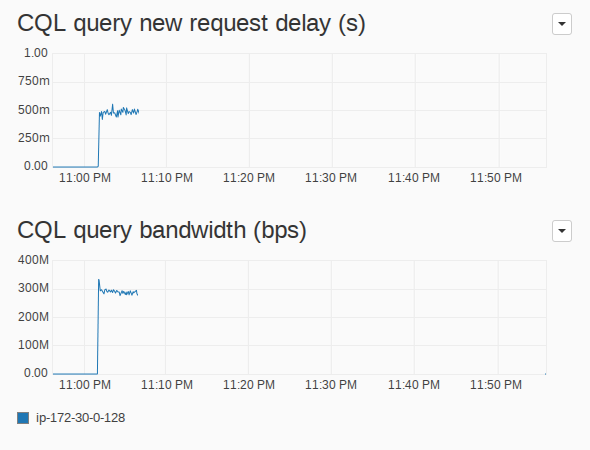 CQL query new request delay (s)
1.00
750m
500m
250m
0.00
11:00 PM 11:10 PM 11:20 PM 11:30 PM 11:40 PM 11:50 PM
CQL query bandwidth (bps)
400M
300M
200M
100M
0.00
11:00 PM 11:10 PM 11:20 PM 11:30 PM 11:40 PM 11:50 PM
ip-172-30-0-128